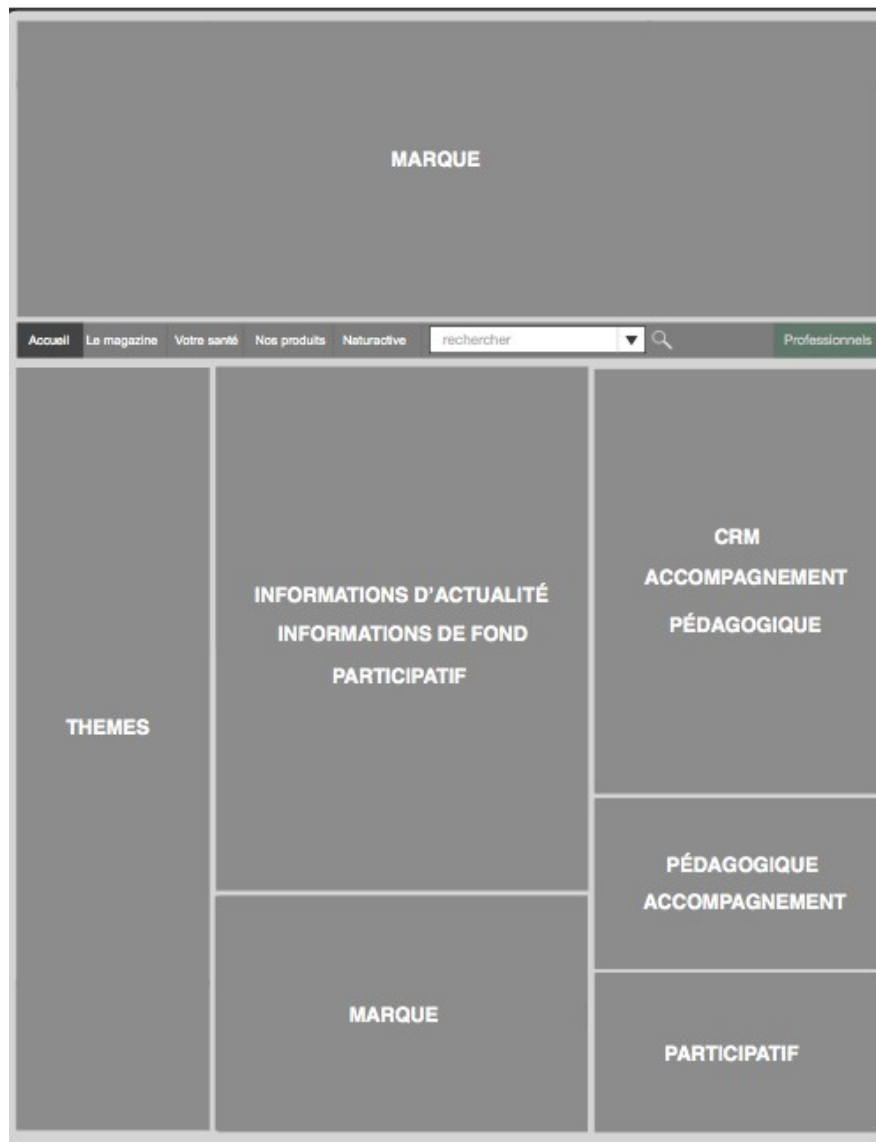 MARQUE
Accueil Le magazine Votre santé Nos produits Naturactive rechercher Professionnels
THEMES
INFORMATIONS D'ACTUALITÉ
INFORMATIONS DE FOND
PARTICIPATIF
MARQUE
CRM
ACCOMPAGNEMENT
PÉDAGOGIQUE
PÉDAGOGIQUE
ACCOMPAGNEMENT
PARTICIPATIF